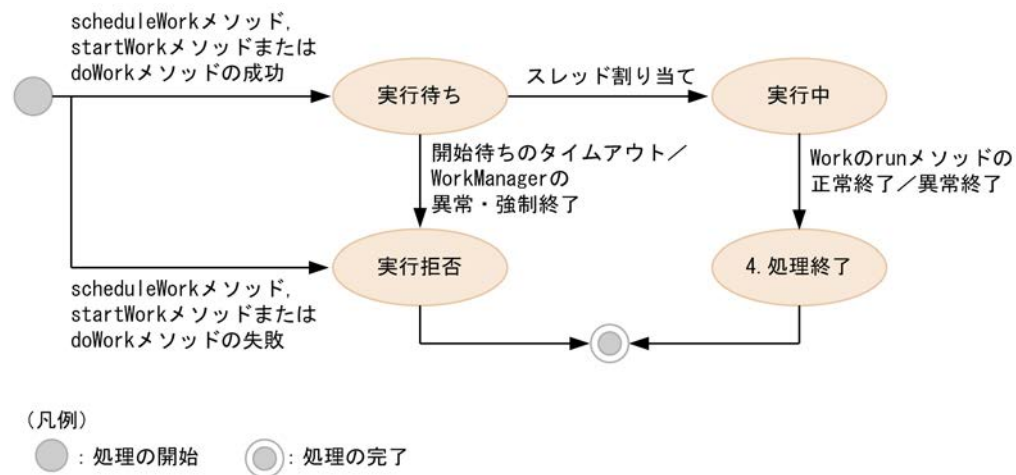 scheduleWorkメソッド,
startWorkメソッドまたは
doWorkメソッドの成功
実行待ち
スレッド割り当て
実行中
開始待ちのタイムアウト／
WorkManagerの
異常・強制終了
Workのrunメソッドの
正常終了／異常終了
実行拒否
4. 処理終了
scheduleWorkメソッド,
startWorkメソッドまたは
doWorkメソッドの失敗
（凡例）
：処理の開始
：処理の完了